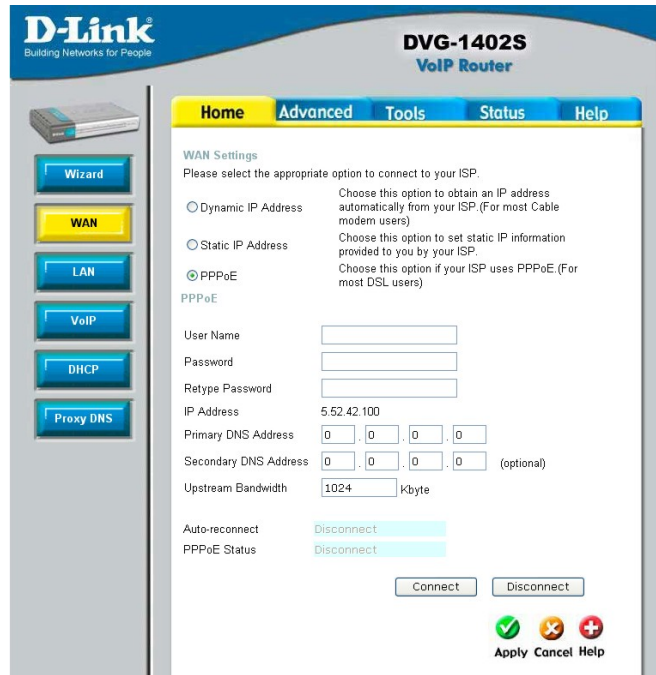 D-Link
Building Networks for People
DVG-1402S
VoIP Router
Home Advanced Tools Status Help
Wizard
WAN
LAN
VoIP
DHCP
Proxy DNS
WAN Settings
Please select the appropriate option to connect to your ISP.
Dynamic IP Address
Choose this option to obtain an IP address
automatically from your ISP.(For most Cable
modem users)
Static IP Address
Choose this option to set static IP information
provided to you by your ISP.
PPPoE
Choose this option if your ISP uses PPPoE.(For
most DSL users)
PPPoE
User Name
Password
Retype Password
IP Address 5.52.42.100
Primary DNS Address 0 . 0 . 0 . 0
Secondary DNS Address 0 . 0 . 0 . 0 (optional)
Upstream Bandwidth 1024 Kbyte
Auto-reconnect Disconnect
PPPoE Status Disconnect
Connect Disconnect
Apply Cancel Help